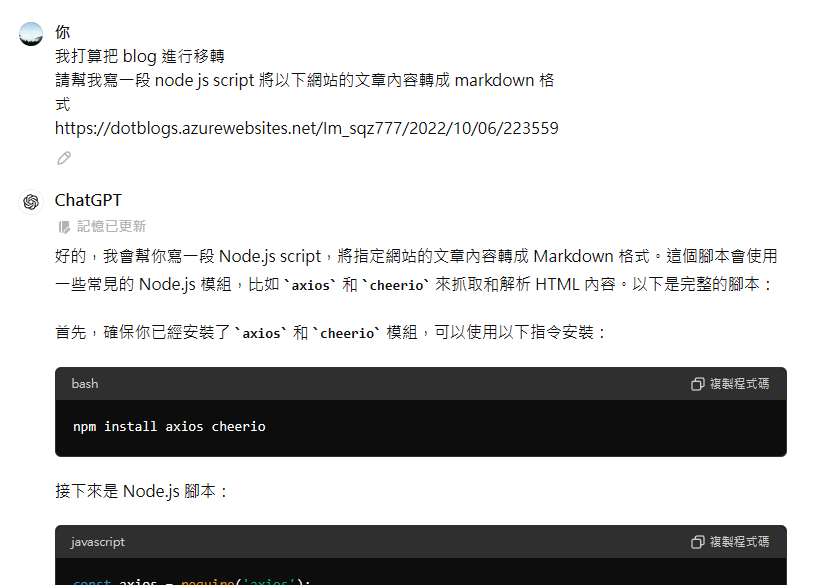 你
我打算把 blog 進行移轉
請幫我寫一段 node js script 將以下網站的文章內容轉成 markdown 格
式
https://dotblogs.azurewebsites.net/Im_sqz777/2022/10/06/223559
ChatGPT
記憶已更新
好的，我會幫你寫一段 Node.js script，將指定網站的文章內容轉成 Markdown 格式。這個腳本會使用
一些常見的 Node.js 模組，比如 `axios` 和 `cheerio` 來抓取和解析 HTML 內容。以下是完整的腳本：
首先，確保你已經安裝了 `axios` 和 `cheerio` 模組，可以使用以下指令安裝：
bash 複製程式碼
npm install axios cheerio
接下來是 Node.js 腳本：
javascript 複製程式碼
const axios = require('axios');